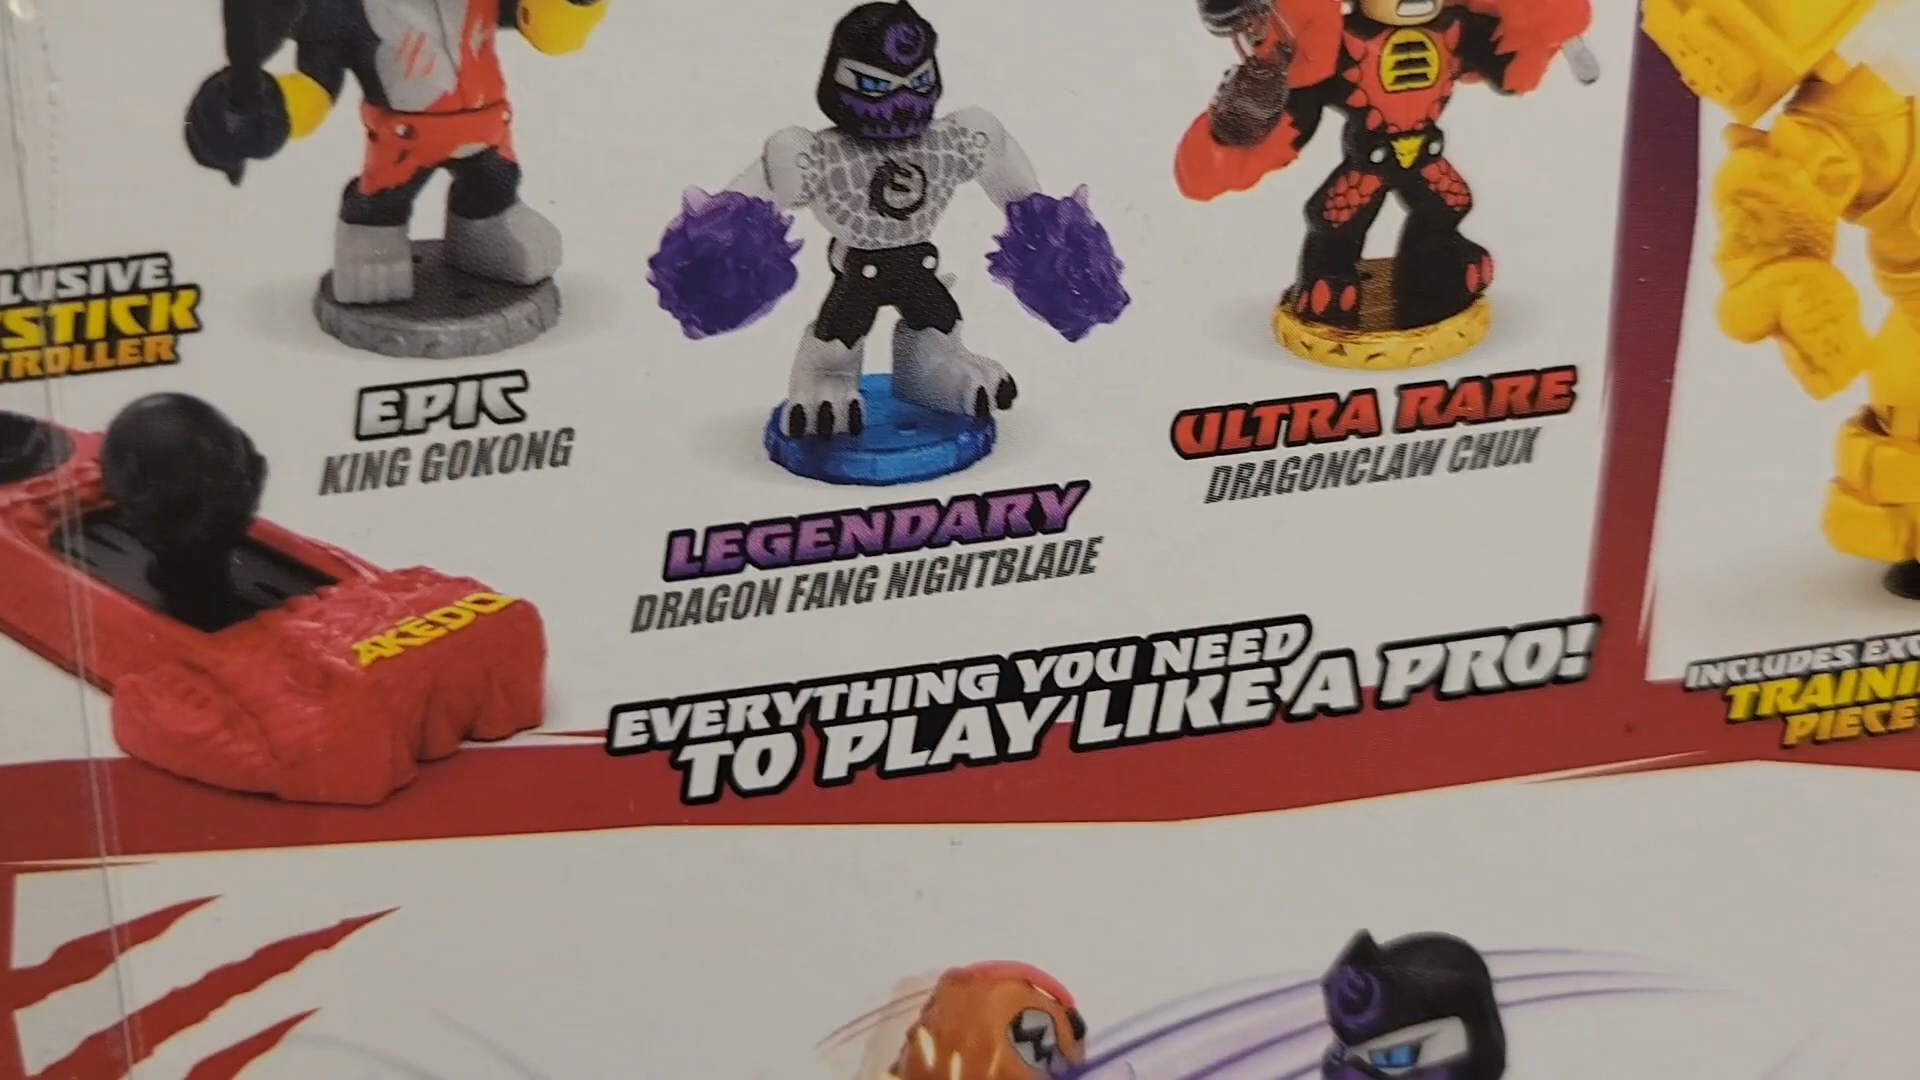 LUSIVE
STICK
TROLLER
EPIC
KING GOKONG
LEGENDARY
DRAGON FANG NIGHTBLADE
ULTRA RARE
DRAGONCLAW CHUX
AKEDO
EVERYTHING YOU NEED
TO PLAY LIKE A PRO!
INCLUDES EXC
TRAINI
PIECE